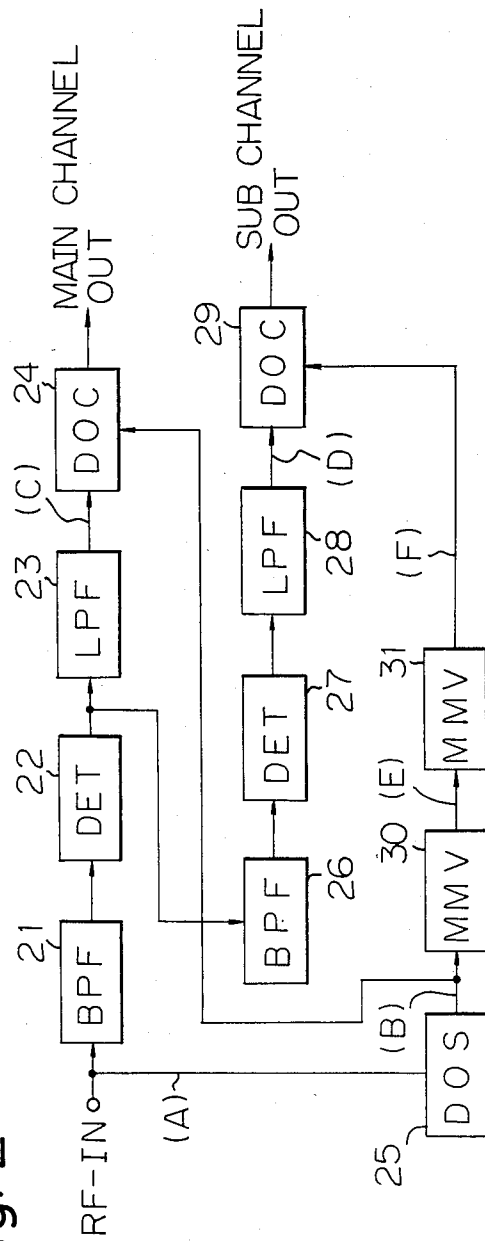 g. 2
RF-IN
(A)
21
BPF
22
DET
23
LPF
(C)
24
DOC
MAIN CHANNEL
OUT
26
BPF
27
DET
28
LPF
(D)
29
DOC
SUB CHANNEL
OUT
25
DOS
(B)
30
MMV
(E)
31
MMV
(F)